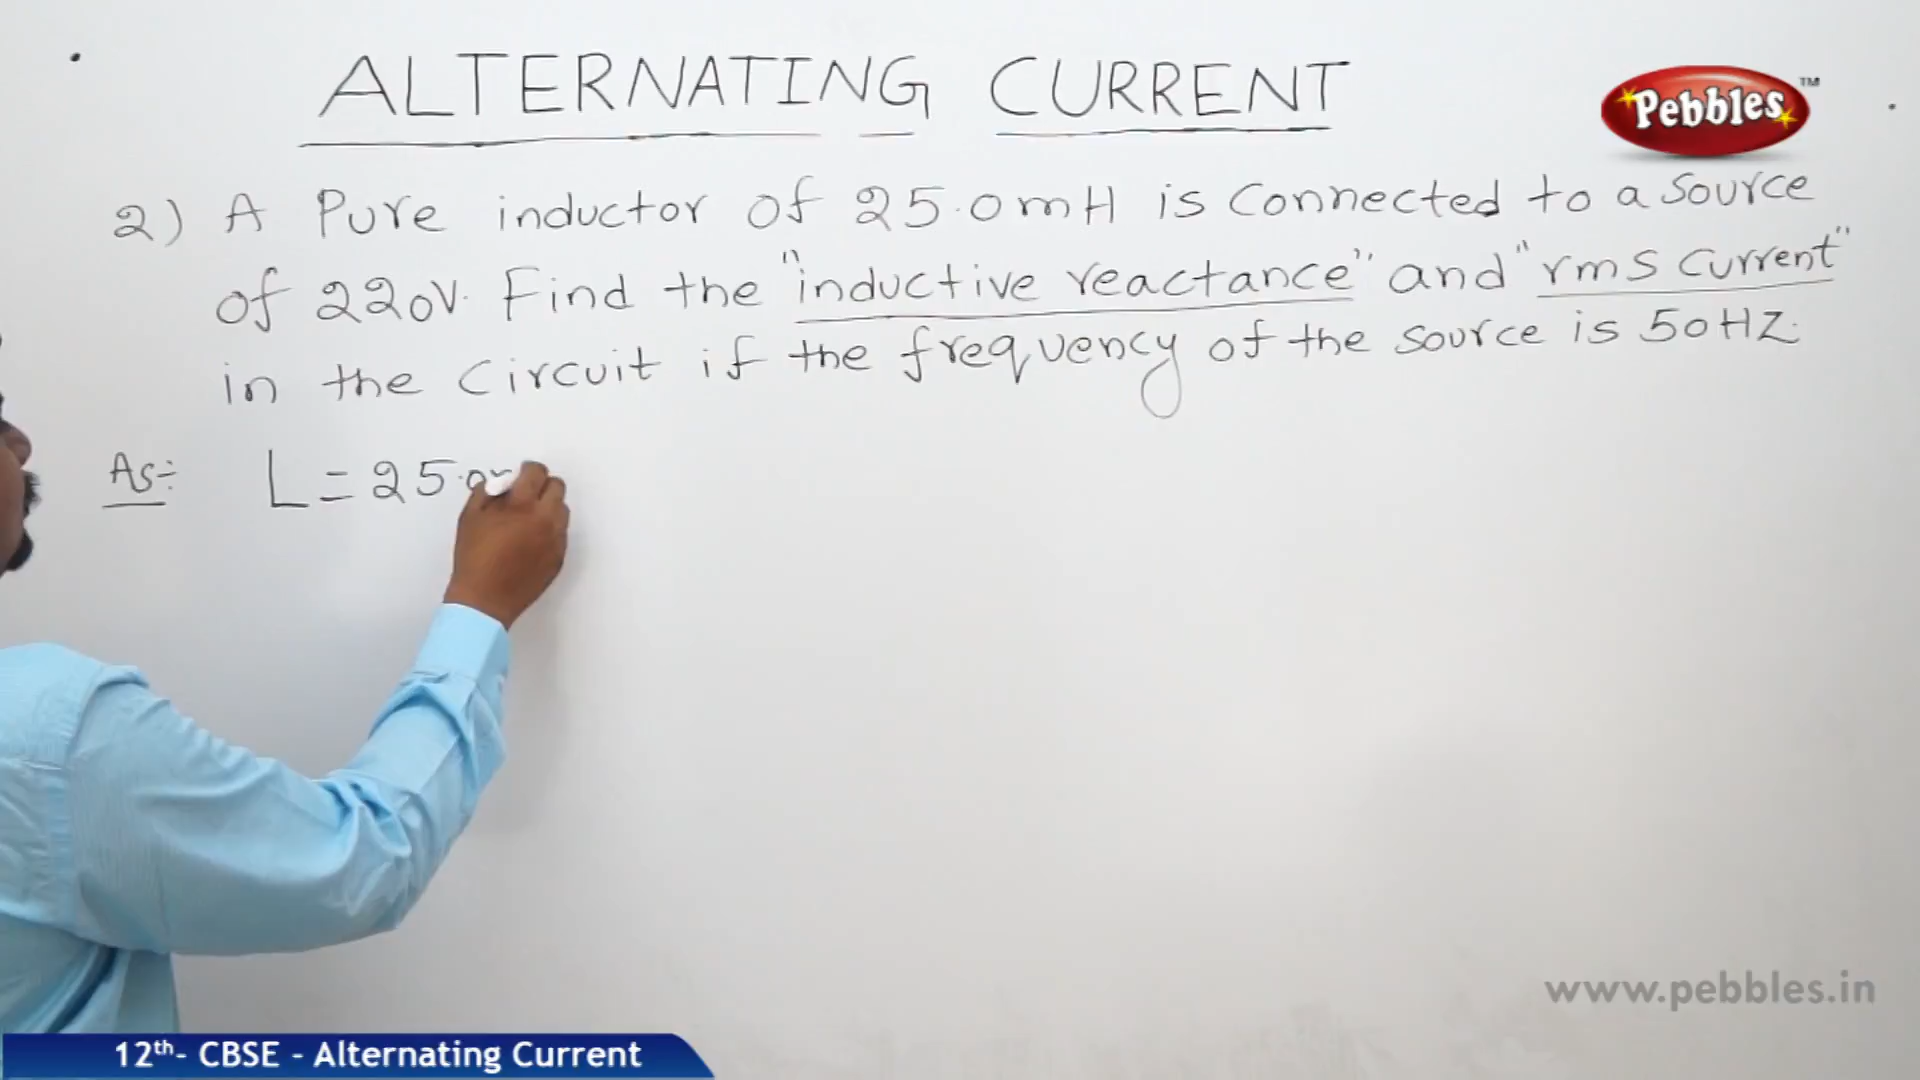 ALTERNATING CURRENT
Pebbles™
2) A Pure inductor of 25.0mH is connected to a source
of 220V. Find the "inductive reactance" and "rms current"
in the circuit if the frequency of the source is 50HZ.
As:- L = 25.0
www.pebbles.in
12th- CBSE - Alternating Current